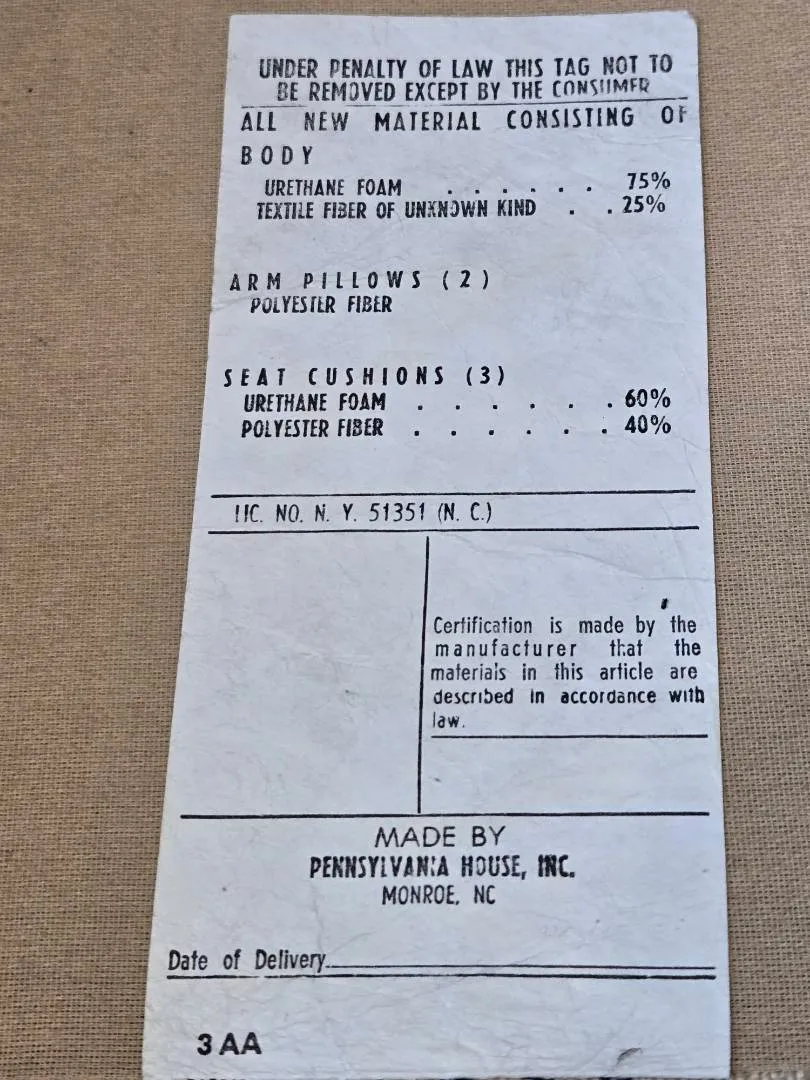 UNDER PENALTY OF LAW THIS TAG NOT TO
BE REMOVED EXCEPT BY THE CONSUMER
ALL NEW MATERIAL CONSISTING OF
BODY
URETHANE FOAM . . . . . . 75%
TEXTILE FIBER OF UNKNOWN KIND . . 25%
ARM PILLOWS (2)
POLYESTER FIBER
SEAT CUSHIONS (3)
URETHANE FOAM . . . . . . 60%
POLYESTER FIBER . . . . . . 40%
LIC. NO. N. Y. 51351 (N. C.)
Certification is made by the
manufacturer that the
materials in this article are
described in accordance with
law.
MADE BY
PENNSYLVANIA HOUSE, INC.
MONROE, NC
Date of Delivery
3 AA